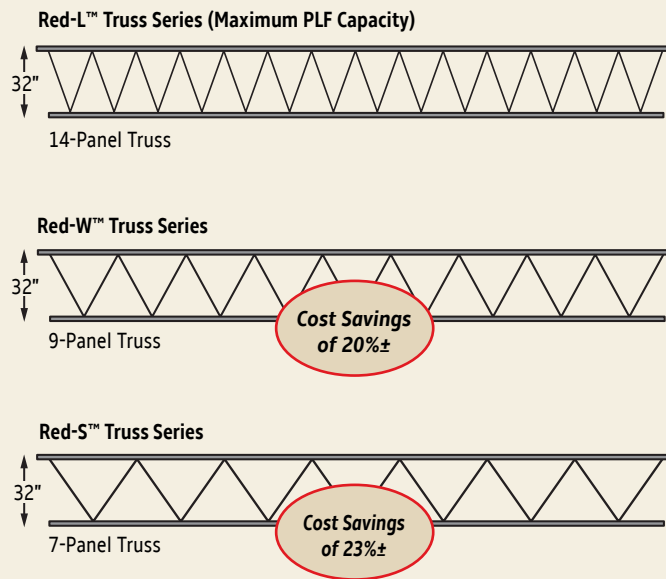 Red-L™ Truss Series (Maximum PLF Capacity)
32"
14-Panel Truss
Red-W™ Truss Series
32"
9-Panel Truss
Cost Savings
of 20%±
Red-S™ Truss Series
32"
7-Panel Truss
Cost Savings
of 23%±